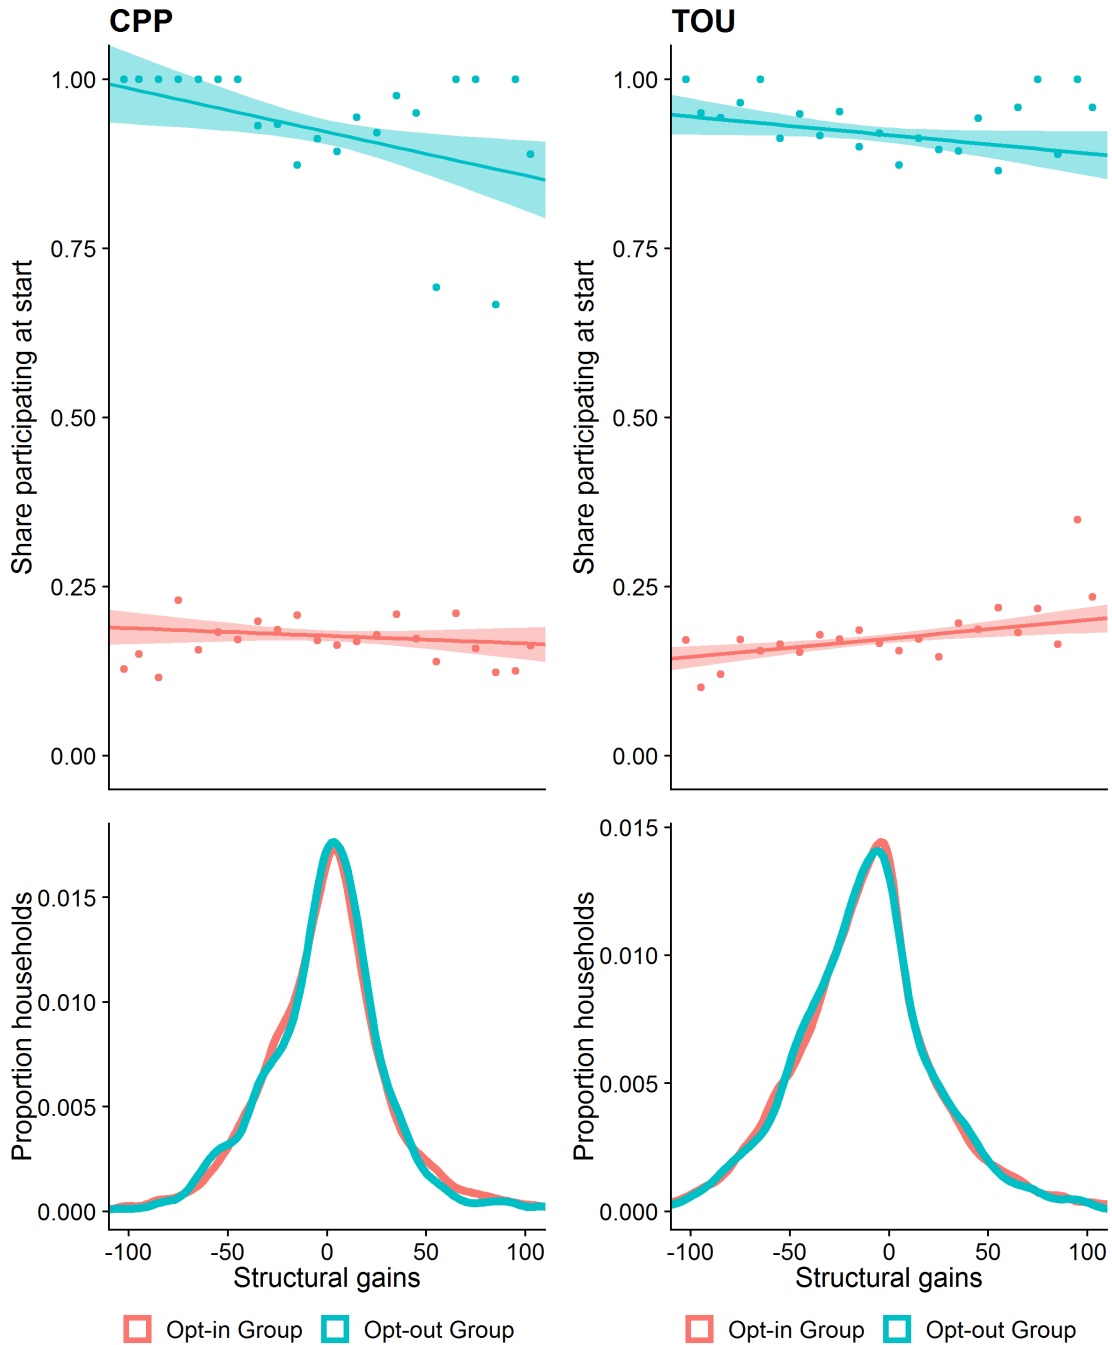 CPP
TOU
Share participating at start
1.00
0.75
0.50
0.25
0.00
Share participating at start
1.00
0.75
0.50
0.25
0.00
Proportion households
0.015
0.010
0.005
0.000
-100 -50 0 50 100
Structural gains
Proportion households
0.015
0.010
0.005
0.000
-100 -50 0 50 100
Structural gains
Opt-in Group Opt-out Group
Opt-in Group Opt-out Group